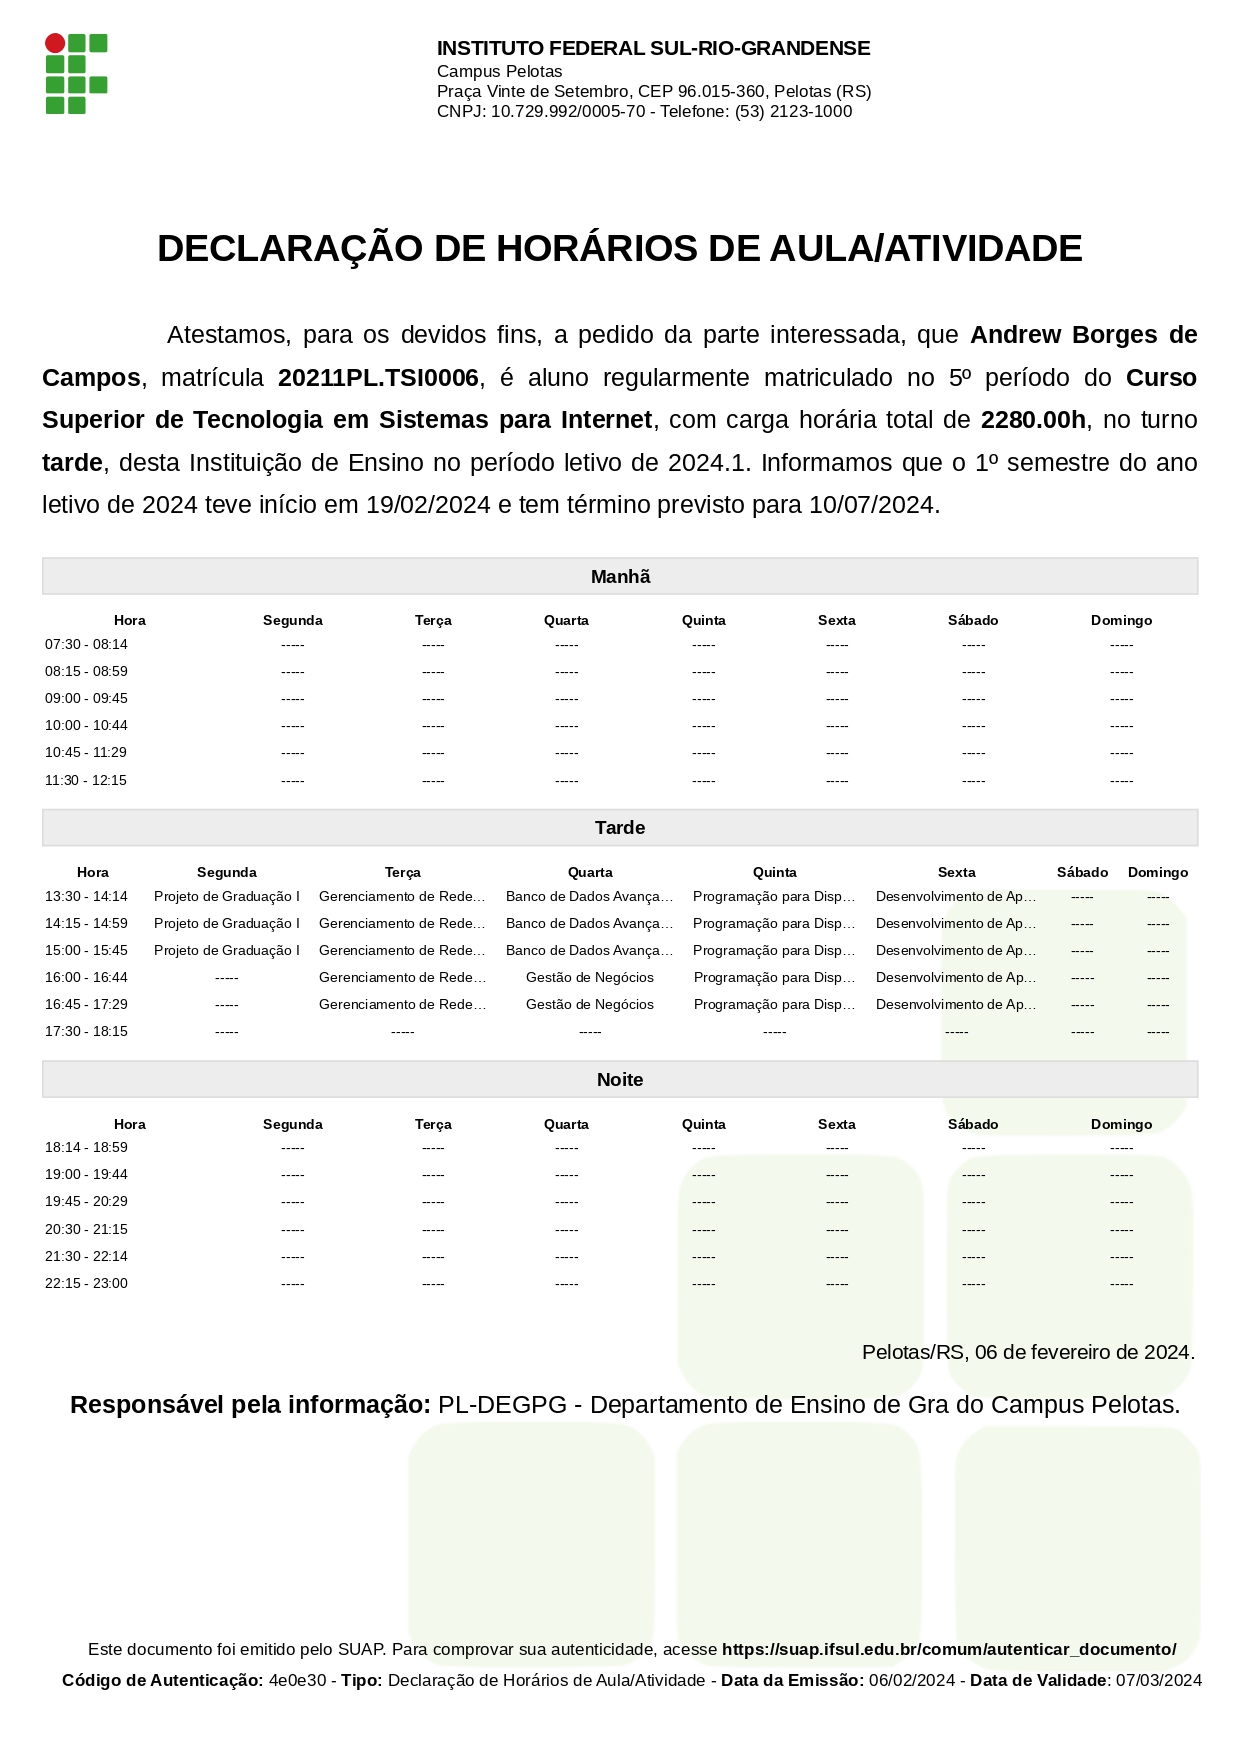 INSTITUTO FEDERAL SUL-RIO-GRANDENSE
Campus Pelotas
Praça Vinte de Setembro, CEP 96.015-360, Pelotas (RS)
CNPJ: 10.729.992/0005-70 - Telefone: (53) 2123-1000
DECLARAÇÃO DE HORÁRIOS DE AULA/ATIVIDADE
Atestamos, para os devidos fins, a pedido da parte interessada, que Andrew Borges de
Campos, matrícula 20211PL.TSI0006, é aluno regularmente matriculado no 5º período do Curso
Superior de Tecnologia em Sistemas para Internet, com carga horária total de 2280.00h, no turno
tarde, desta Instituição de Ensino no período letivo de 2024.1. Informamos que o 1º semestre do ano
letivo de 2024 teve início em 19/02/2024 e tem término previsto para 10/07/2024.
Manhã
Hora Segunda Terça Quarta Quinta Sexta Sábado Domingo
07:30 - 08:14 ----- ----- ----- ----- ----- ----- -----
08:15 - 08:59 ----- ----- ----- ----- ----- ----- -----
09:00 - 09:45 ----- ----- ----- ----- ----- ----- -----
10:00 - 10:44 ----- ----- ----- ----- ----- ----- -----
10:45 - 11:29 ----- ----- ----- ----- ----- ----- -----
11:30 - 12:15 ----- ----- ----- ----- ----- ----- -----
Tarde
Hora Segunda Terça Quarta Quinta Sexta Sábado Domingo
13:30 - 14:14 Projeto de Graduação I Gerenciamento de Rede… Banco de Dados Avança… Programação para Disp… Desenvolvimento de Ap… ----- -----
14:15 - 14:59 Projeto de Graduação I Gerenciamento de Rede… Banco de Dados Avança… Programação para Disp… Desenvolvimento de Ap… ----- -----
15:00 - 15:45 Projeto de Graduação I Gerenciamento de Rede… Banco de Dados Avança… Programação para Disp… Desenvolvimento de Ap… ----- -----
16:00 - 16:44 ----- Gerenciamento de Rede… Gestão de Negócios Programação para Disp… Desenvolvimento de Ap… ----- -----
16:45 - 17:29 ----- Gerenciamento de Rede… Gestão de Negócios Programação para Disp… Desenvolvimento de Ap… ----- -----
17:30 - 18:15 ----- ----- ----- ----- ----- ----- -----
Noite
Hora Segunda Terça Quarta Quinta Sexta Sábado Domingo
18:14 - 18:59 ----- ----- ----- ----- ----- ----- -----
19:00 - 19:44 ----- ----- ----- ----- ----- ----- -----
19:45 - 20:29 ----- ----- ----- ----- ----- ----- -----
20:30 - 21:15 ----- ----- ----- ----- ----- ----- -----
21:30 - 22:14 ----- ----- ----- ----- ----- ----- -----
22:15 - 23:00 ----- ----- ----- ----- ----- ----- -----
Pelotas/RS, 06 de fevereiro de 2024.
Responsável pela informação: PL-DEGPG - Departamento de Ensino de Gra do Campus Pelotas.
Este documento foi emitido pelo SUAP. Para comprovar sua autenticidade, acesse https://suap.ifsul.edu.br/comum/autenticar_documento/
Código de Autenticação: 4e0e30 - Tipo: Declaração de Horários de Aula/Atividade - Data da Emissão: 06/02/2024 - Data de Validade: 07/03/2024